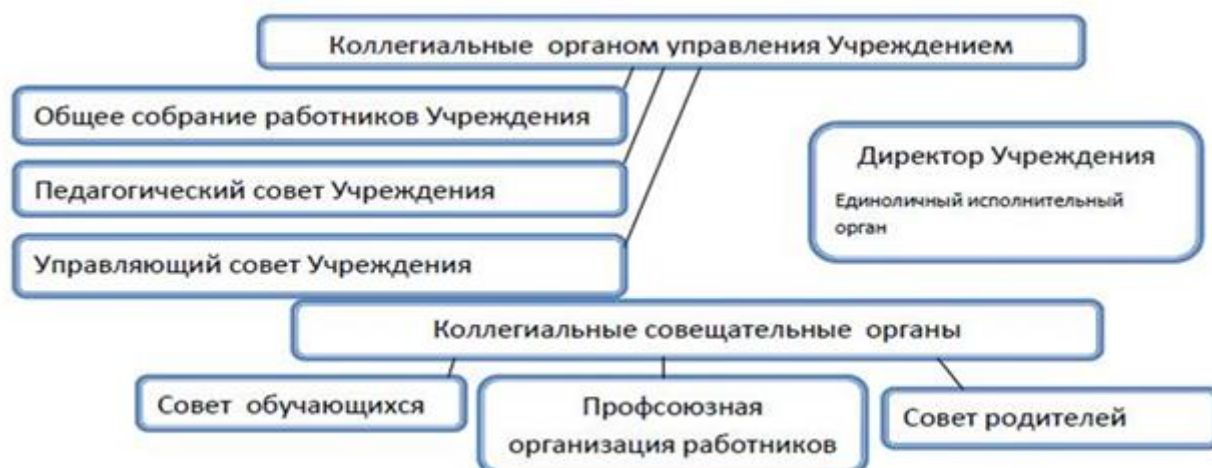 Коллегиальные органом управления Учреждением
Общее собрание работников Учреждения
Педагогический совет Учреждения
Управляющий совет Учреждения
Директор Учреждения
Единоличный исполнительный
орган
Коллегиальные совещательные органы
Совет обучающихся
Профсоюзная
организация работников
Совет родителей